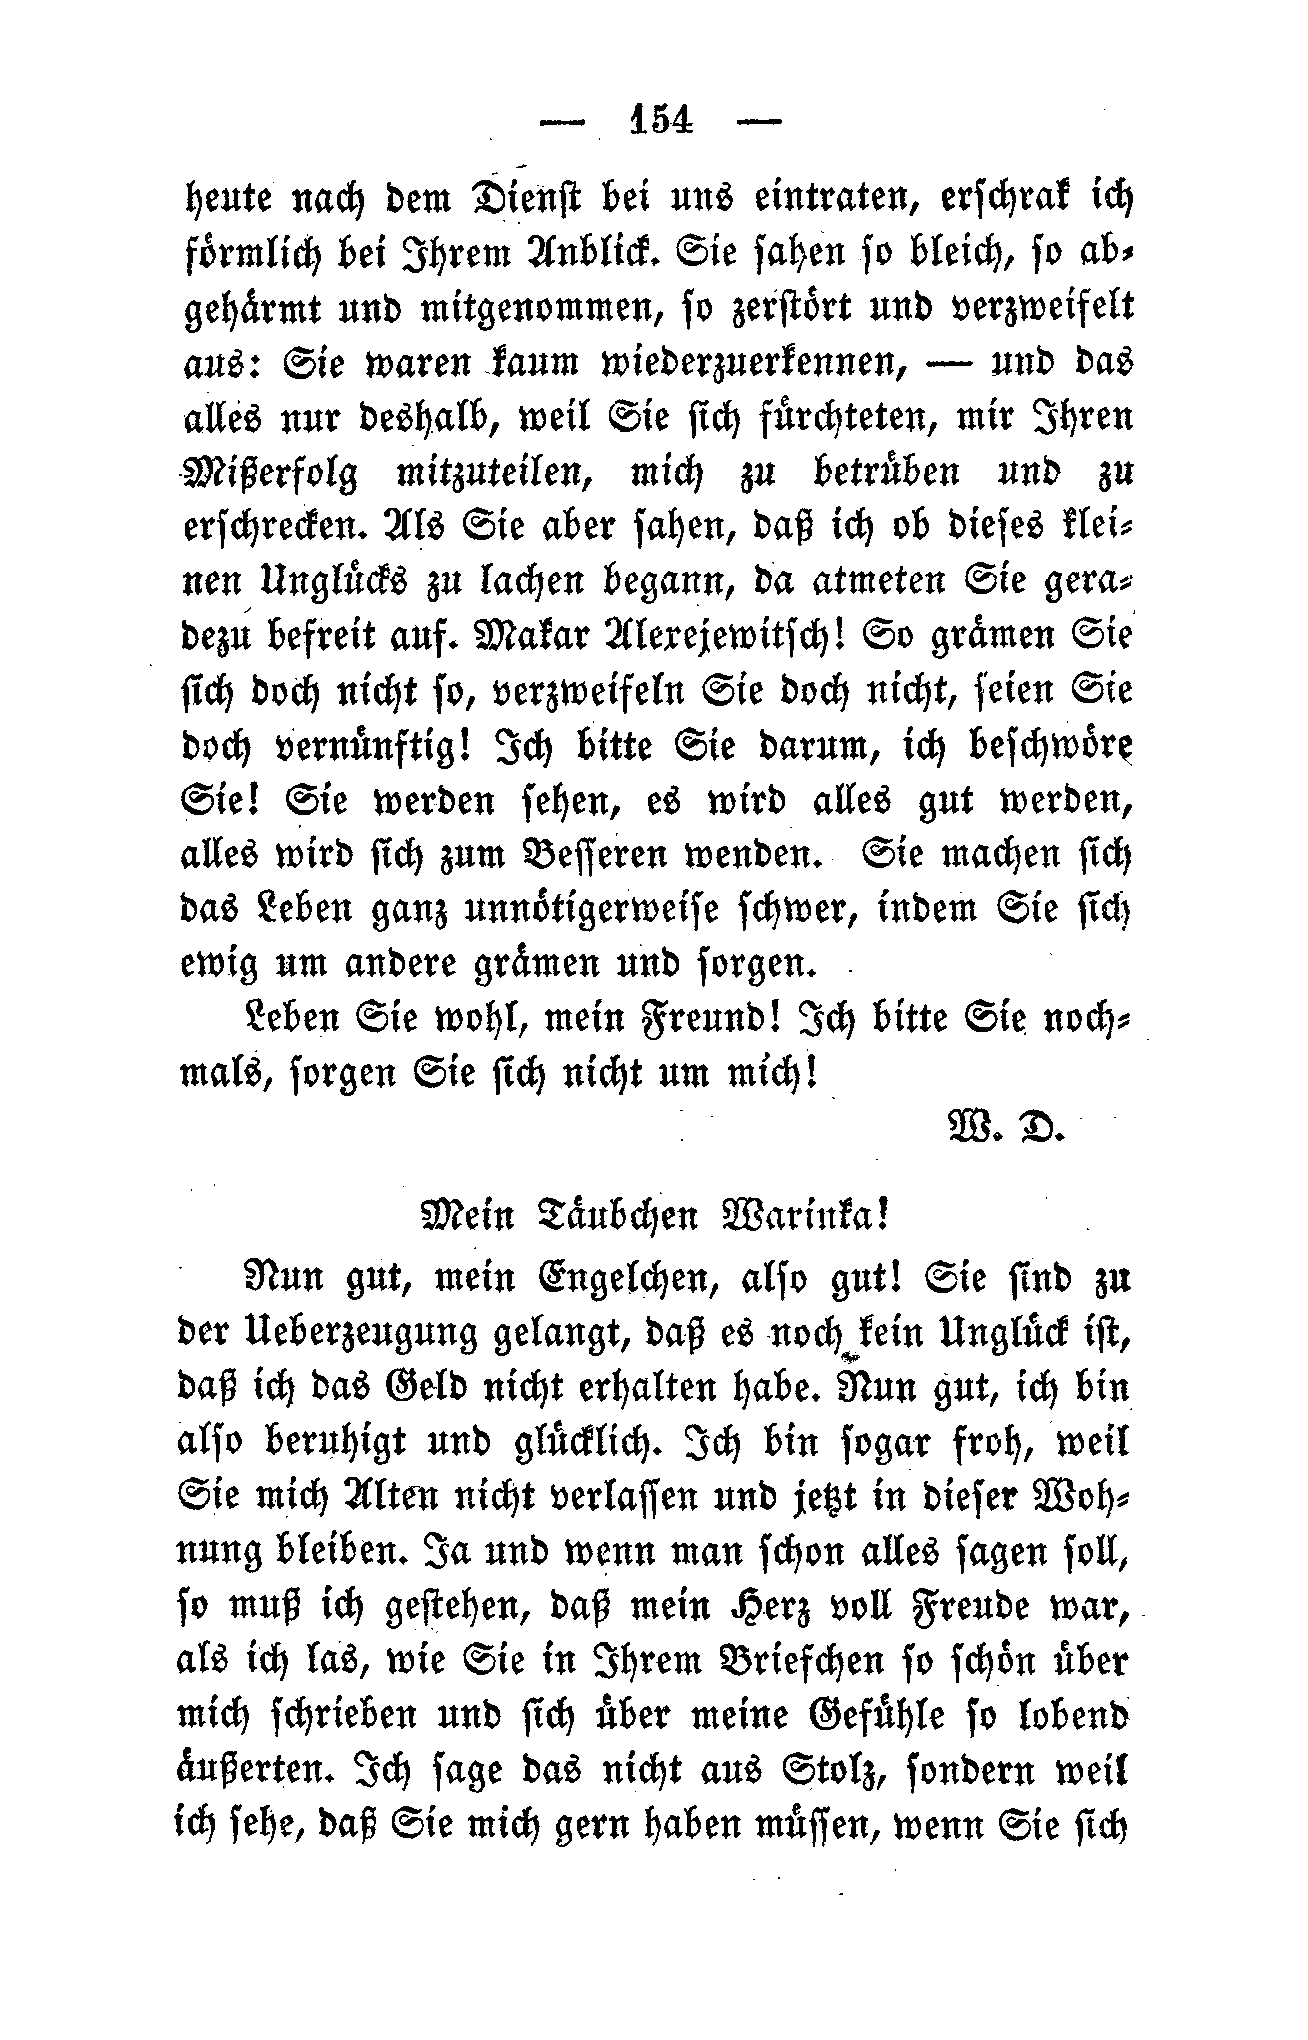 — 154 —
heute nach dem Dienst bei uns eintraten, erschrak ich
förmlich bei Ihrem Anblick. Sie sahen so bleich, so ab-
gehärmt und mitgenommen, so zerstört und verzweifelt
aus: Sie waren kaum wiederzuerkennen, — und das
alles nur deshalb, weil Sie sich fürchteten, mir Ihren
Mißerfolg mitzuteilen, mich zu betrüben und zu
erschrecken. Als Sie aber sahen, daß ich ob dieses klei-
nen Unglücks zu lachen begann, da atmeten Sie gera-
dezu befreit auf. Makar Alexejewitsch! So grämen Sie
sich doch nicht so, verzweifeln Sie doch nicht, seien Sie
doch vernünftig! Ich bitte Sie darum, ich beschwöre
Sie! Sie werden sehen, es wird alles gut werden,
alles wird sich zum Besseren wenden. Sie machen sich
das Leben ganz unnötigerweise schwer, indem Sie sich
ewig um andere grämen und sorgen.
Leben Sie wohl, mein Freund! Ich bitte Sie noch-
mals, sorgen Sie sich nicht um mich!
W. D.
Mein Täubchen Warinka!
Nun gut, mein Engelchen, also gut! Sie sind zu
der Ueberzeugung gelangt, daß es noch kein Unglück ist,
daß ich das Geld nicht erhalten habe. Nun gut, ich bin
also beruhigt und glücklich. Ich bin sogar froh, weil
Sie mich Alten nicht verlassen und jetzt in dieser Woh-
nung bleiben. Ja und wenn man schon alles sagen soll,
so muß ich gestehen, daß mein Herz voll Freude war,
als ich las, wie Sie in Ihrem Briefchen so schön über
mich schrieben und sich über meine Gefühle so lobend
äußerten. Ich sage das nicht aus Stolz, sondern weil
ich sehe, daß Sie mich gern haben müssen, wenn Sie sich